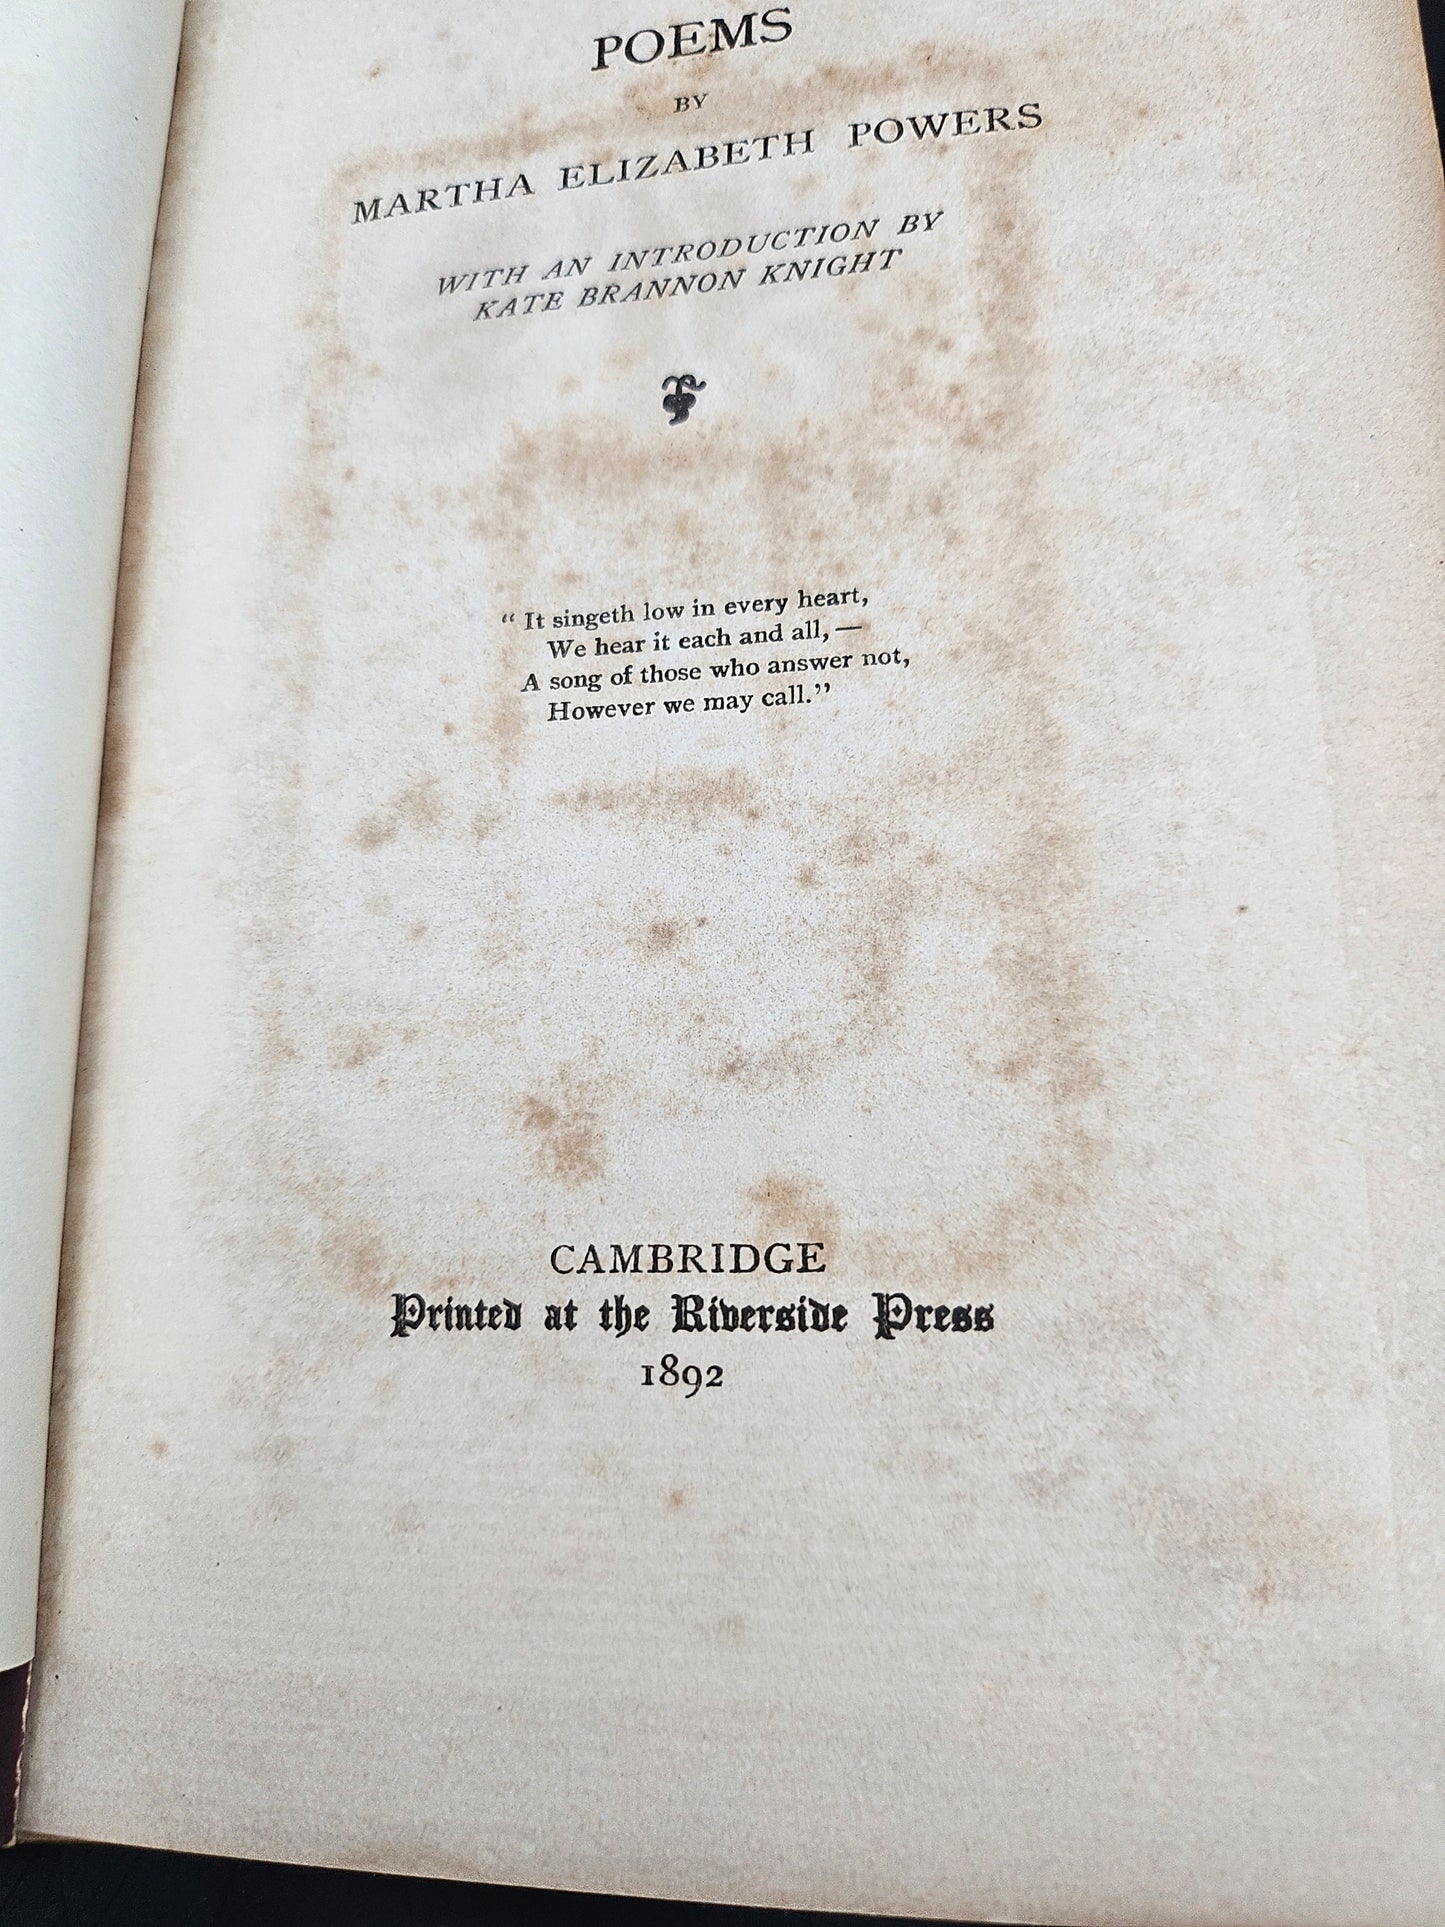 POEMS
BY
MARTHA ELIZABETH POWERS
WITH AN INTRODUCTION BY
KATE BRANNON KNIGHT
“ It singeth low in every heart,
We hear it each and all, —
A song of those who answer not,
However we may call.”
CAMBRIDGE
Printed at the Riverside Press
1892